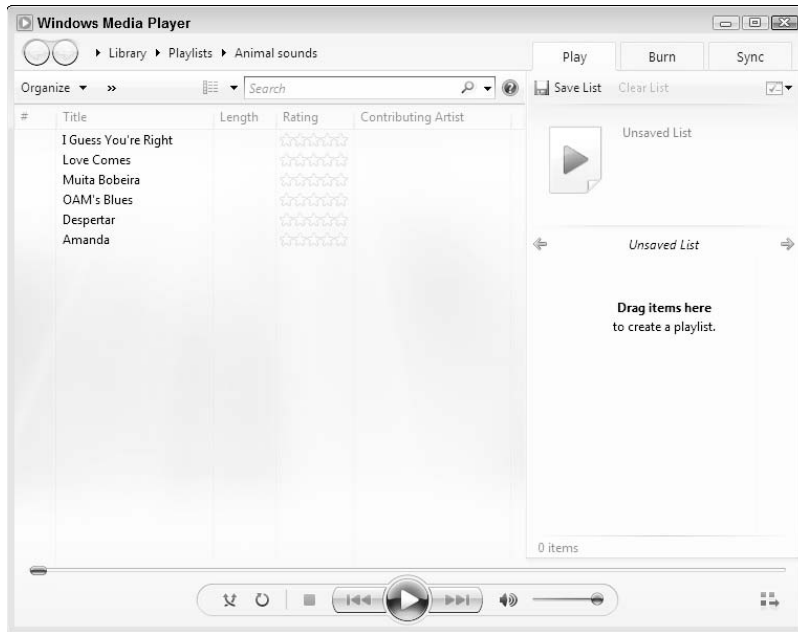 Windows Media Player
Library Playlists Animal sounds
Play Burn Sync
Organize » Search
Save List Clear List
# Title Length Rating Contributing Artist
I Guess You're Right
Love Comes
Muita Bobeira
OAM's Blues
Despertar
Amanda
Unsaved List
Unsaved List
Drag items here
to create a playlist.
0 items